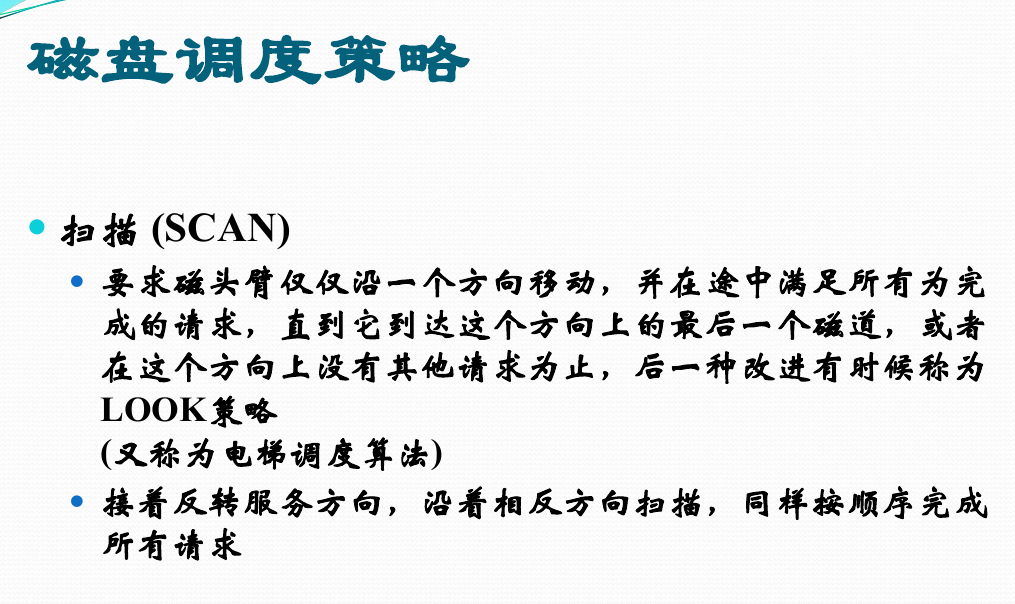 磁盘调度策略
扫描 (SCAN)
要求磁头臂仅仅沿一个方向移动，并在途中满足所有为完
成的请求，直到它到达这个方向上的最后一个磁道，或者
在这个方向上没有其他请求为止，后一种改进有时候称为
LOOK策略
(又称为电梯调度算法)
接着反转服务方向，沿着相反方向扫描，同样按顺序完成
所有请求